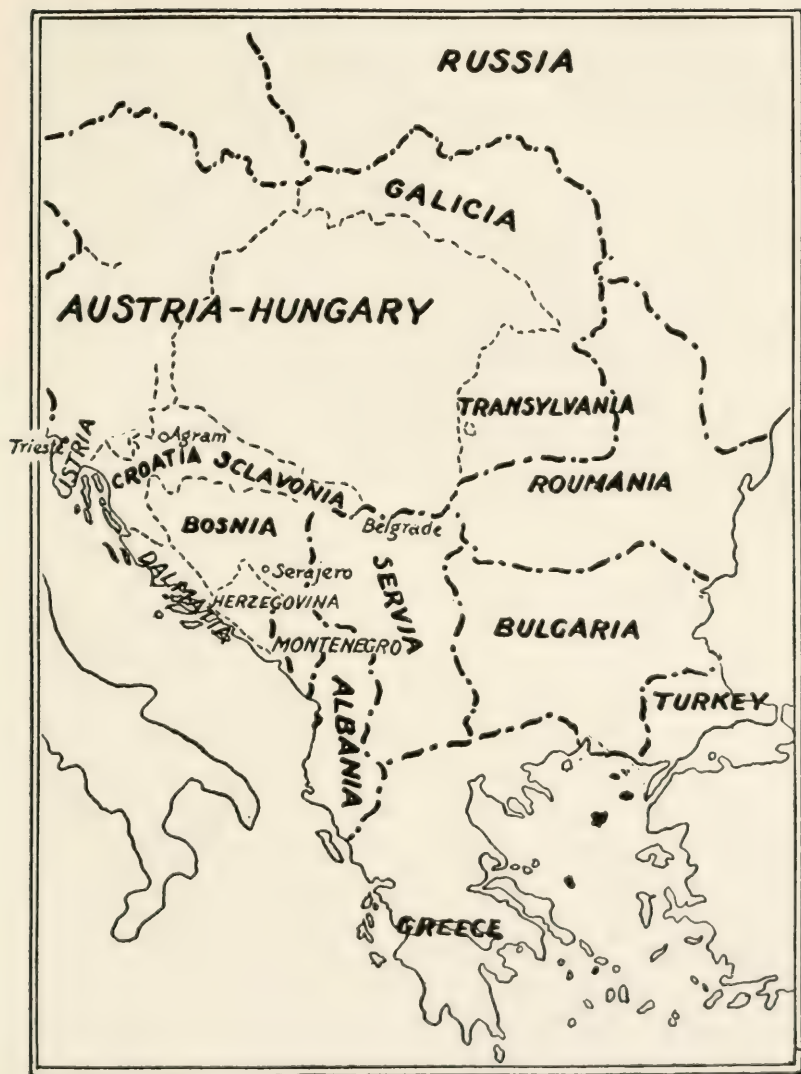 RUSSIA
GALICIA
AUSTRIA-HUNGARY
TRANSYLVANIA
Trieste
ISTRIA
Agram
CROATIA SCLAVONIA
ROUMANIA
BOSNIA
Belgrade
Serajero
SERVIA
DALMATIA
HERZEGOVINA
BULGARIA
MONTENEGRO
ALBANIA
TURKEY
GREECE